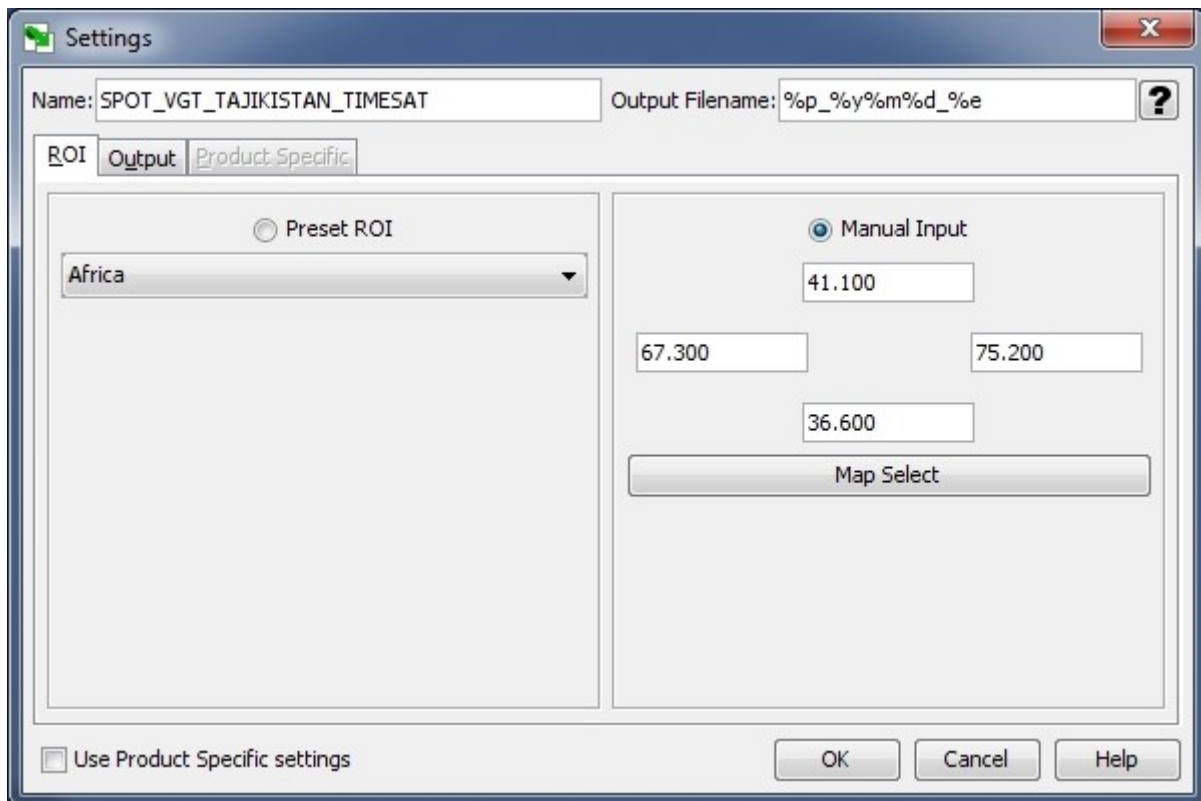 Settings
Name: SPOT_VGT_TAJIKISTAN_TIMESAT Output Filename: %p_%y%m%d_%e ?
ROI Output Product Specific
Preset ROI
Africa
Manual Input
41.100
67.300 75.200
36.600
Map Select
Use Product Specific settings OK Cancel Help